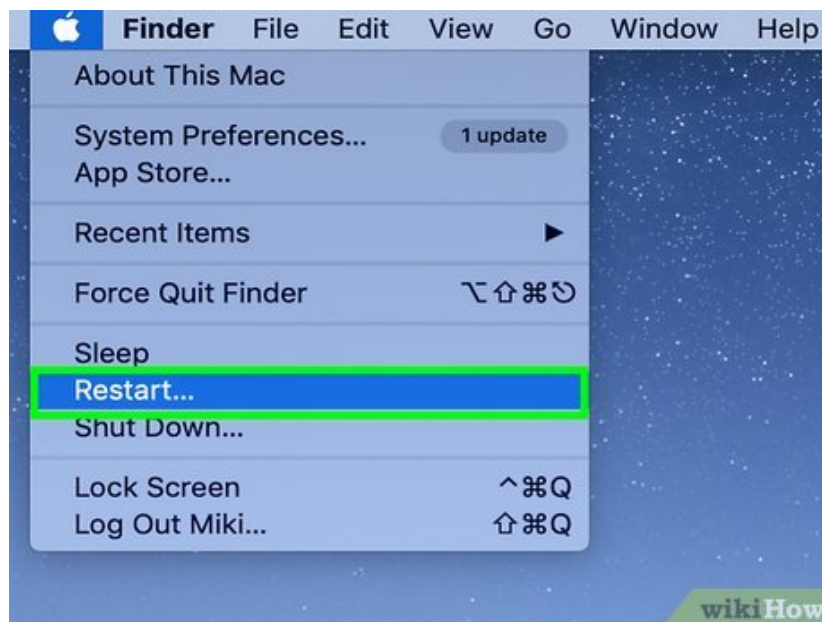 Finder File Edit View Go Window Help
About This Mac
System Preferences... 1 update
App Store...
Recent Items ▶
Force Quit Finder ⌥⇧⌘⎋
Sleep
Restart...
Shut Down...
Lock Screen ^⌘Q
Log Out Miki... ⇧⌘Q
wikiHow